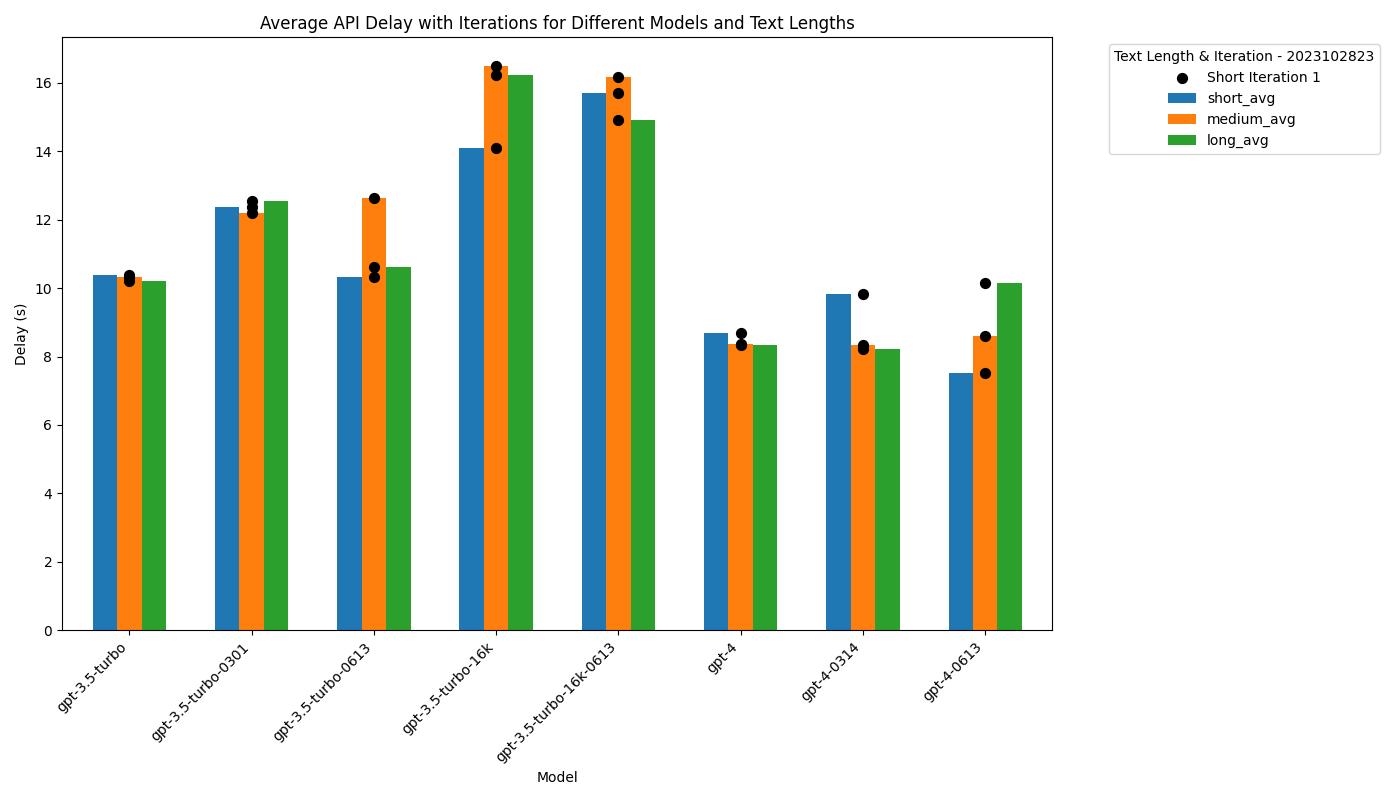 Average API Delay with Iterations for Different Models and Text Lengths
Text Length & Iteration - 2023102823
Short Iteration 1
short_avg
medium_avg
long_avg
Delay (s)
16
14
12
10
8
6
4
2
0
gpt-3.5-turbo
gpt-3.5-turbo-0301
gpt-3.5-turbo-0613
gpt-3.5-turbo-16k
gpt-3.5-turbo-16k-0613
gpt-4
gpt-4-0314
gpt-4-0613
Model